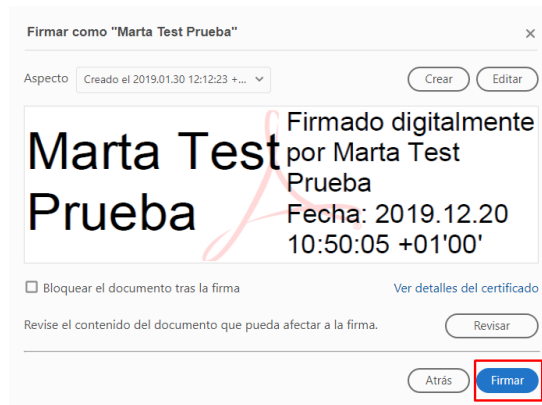 Firmar como "Marta Test Prueba"
Aspecto Creado el 2019.01.30 12:12:23 +... Crear Editar
Marta Test Prueba
Firmado digitalmente
por Marta Test
Prueba
Fecha: 2019.12.20
10:50:05 +01'00'
Bloquear el documento tras la firma Ver detalles del certificado
Revise el contenido del documento que pueda afectar a la firma. Revisar
Atrás Firmar